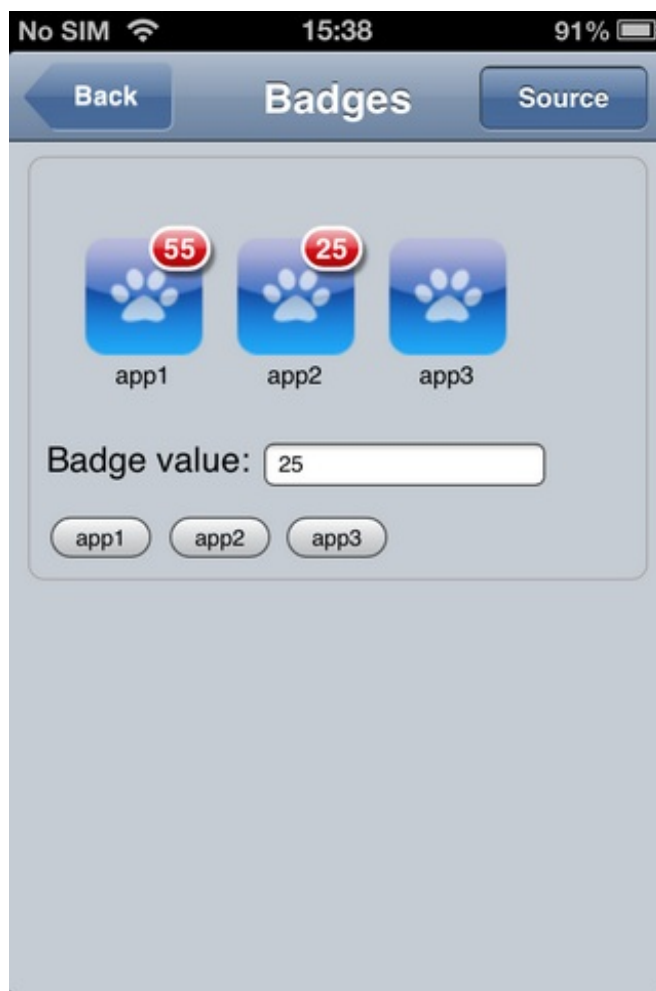 No SIM 15:38 91%
Back Badges Source
55 25
app1 app2 app3
Badge value: 25
app1 app2 app3